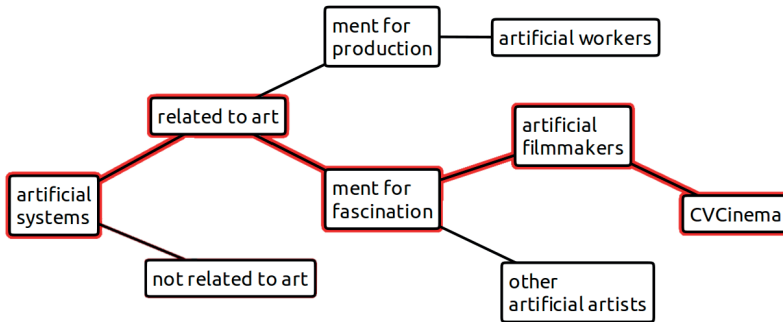 ment for
production
artificial workers
related to art
artificial
filmmakers
artificial
systems
ment for
fascination
CVCinema
not related to art
other
artificial artists